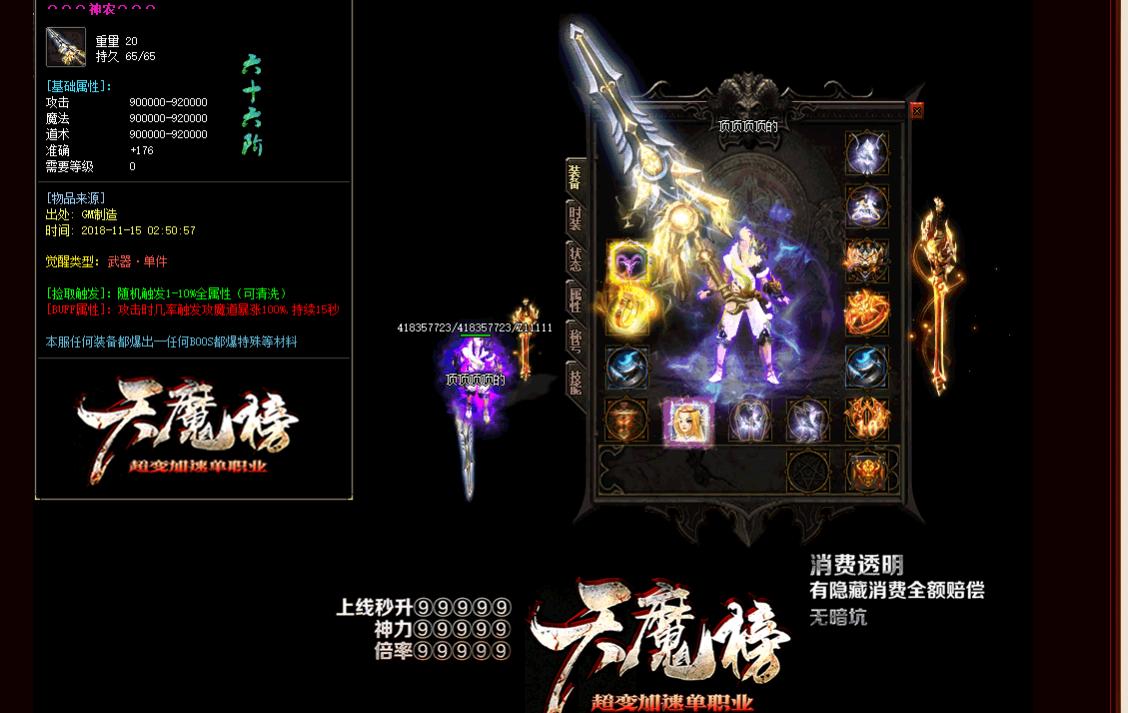 神农
重量 20
持久 65/65
六十六阶
[基础属性]:
攻击 900000-920000
魔法 900000-920000
道术 900000-920000
准确 +176
需要等级 0
[物品来源]
出处: GM制造
时间: 2018-11-15 02:50:57
觉醒类型: 武器·单件
[捡取触发]: 随机触发1-10%全属性 (可清洗)
[BUFF属性]: 攻击时几率触发攻魔道暴涨100%,持续15秒
本服任何装备都爆出——任何BOOS都爆特殊等材料
天魔榜
超变加速单职业
418357723/418357723/Z11111
顶顶顶顶的
顶顶顶顶的
装备
时装
状态
属性
称号
技能
上线秒升⑨⑨⑨⑨⑨
神力⑨⑨⑨⑨⑨
倍率⑨⑨⑨⑨⑨
天魔榜
超变加速单职业
消费透明
有隐藏消费全额赔偿
无暗坑